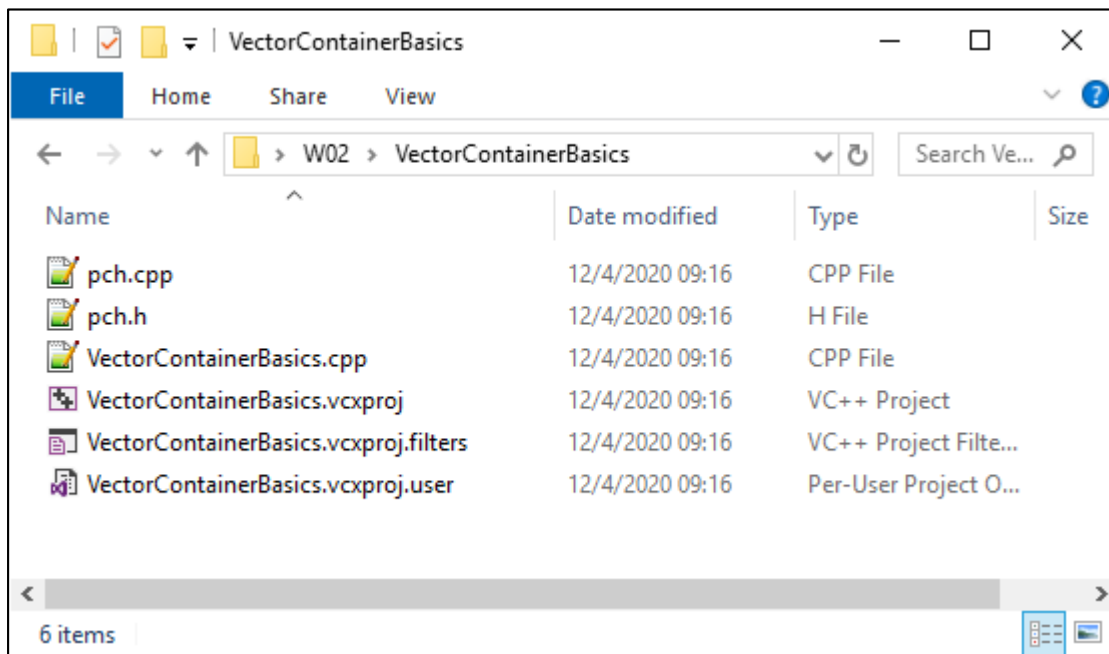 VectorContainerBasics
File Home Share View
W02 > VectorContainerBasics Search Ve...
Name Date modified Type Size
pch.cpp 12/4/2020 09:16 CPP File
pch.h 12/4/2020 09:16 H File
VectorContainerBasics.cpp 12/4/2020 09:16 CPP File
VectorContainerBasics.vcxproj 12/4/2020 09:16 VC++ Project
VectorContainerBasics.vcxproj.filters 12/4/2020 09:16 VC++ Project Filte...
VectorContainerBasics.vcxproj.user 12/4/2020 09:16 Per-User Project O...
6 items